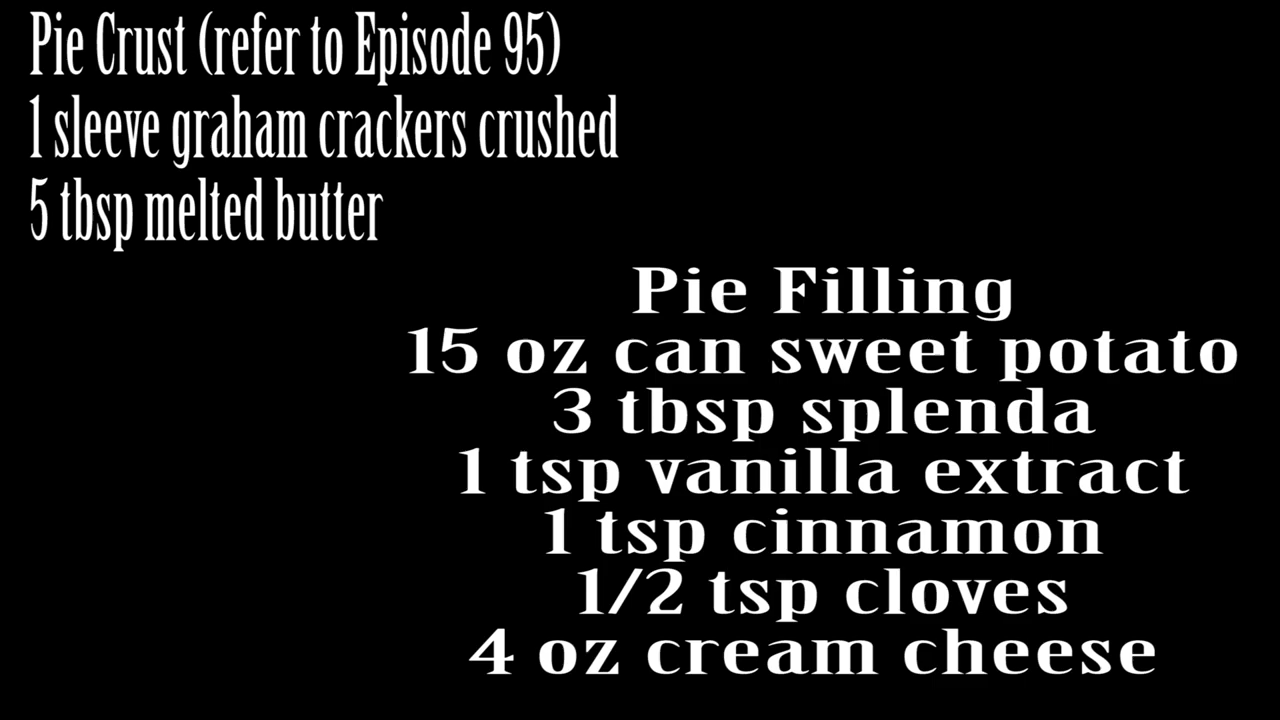 Pie Crust (refer to Episode 95)
1 sleeve graham crackers crushed
5 tbsp melted butter
Pie Filling
15 oz can sweet potato
3 tbsp splenda
1 tsp vanilla extract
1 tsp cinnamon
1/2 tsp cloves
4 oz cream cheese